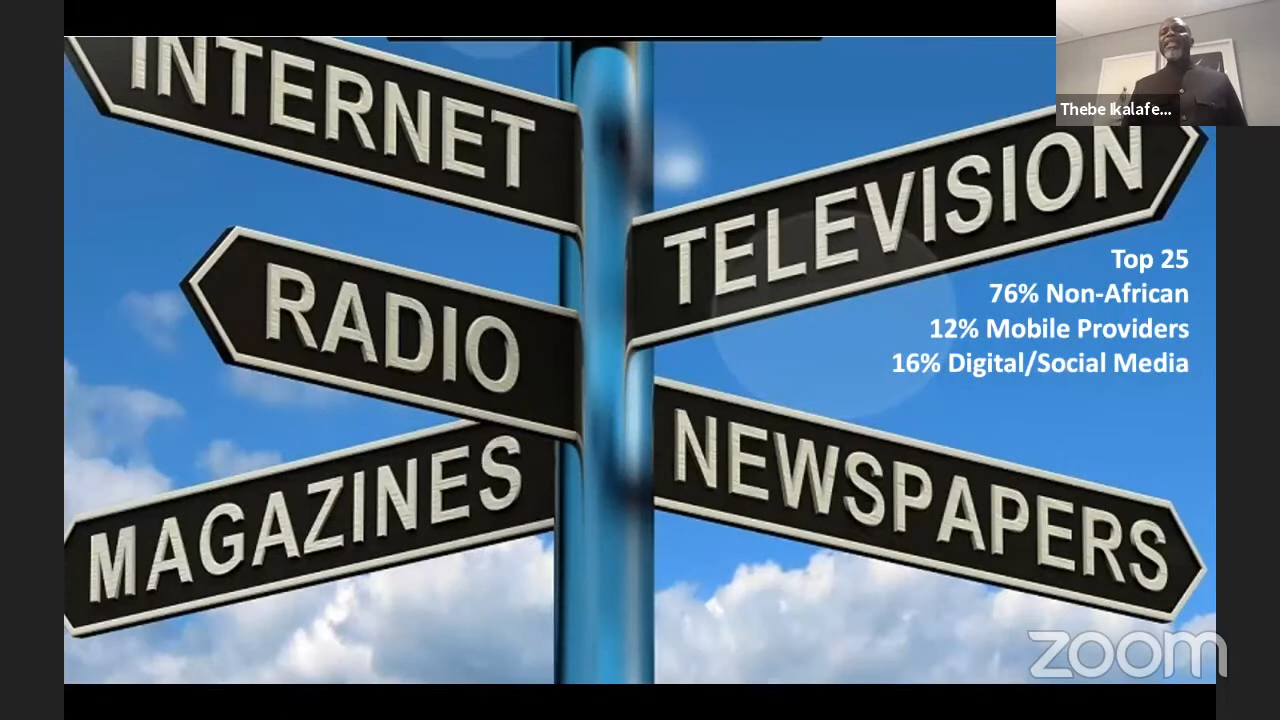 INTERNET
Thebe Ikalafe...
TELEVISION
RADIO
Top 25
76% Non-African
12% Mobile Providers
16% Digital/Social Media
MAGAZINES
NEWSPAPERS
zoom